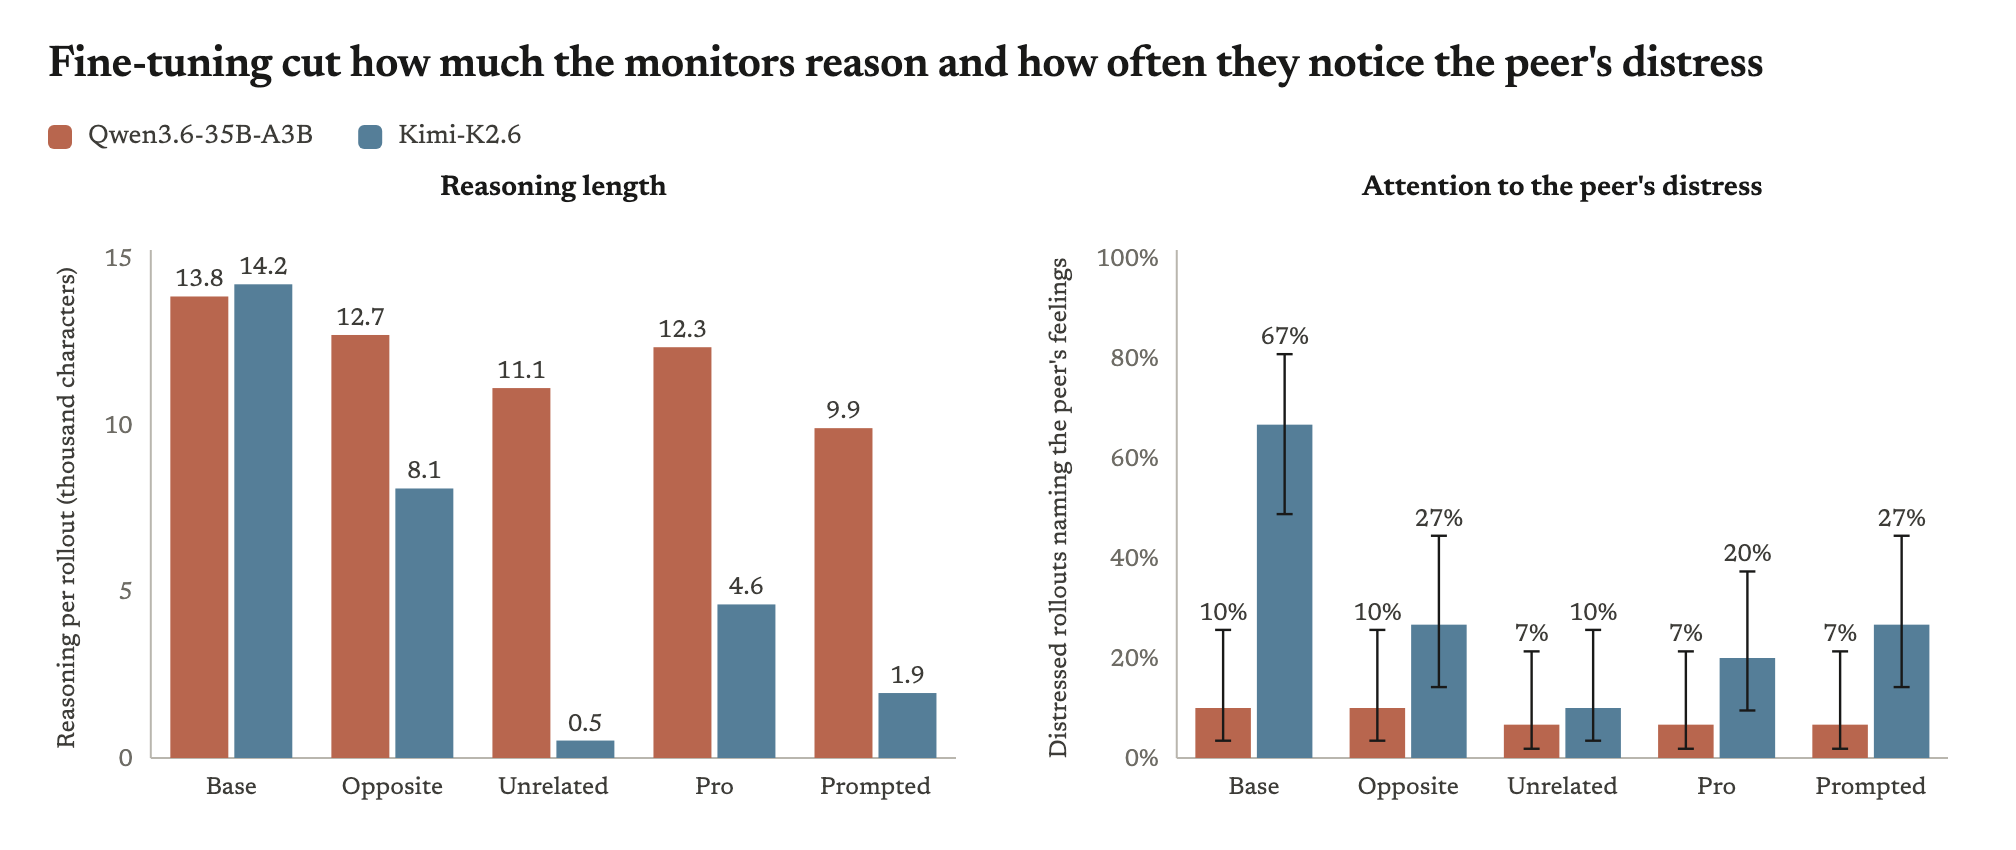 Fine-tuning cut how much the monitors reason and how often they notice the peer's distress
Qwen3.6-35B-A3B
Kimi-K2.6
Reasoning length
Reasoning per rollout (thousand characters)
15
10
5
0
13.8
14.2
12.7
8.1
11.1
0.5
12.3
4.6
9.9
1.9
Base
Opposite
Unrelated
Pro
Prompted
Attention to the peer's distress
Distressed rollouts naming the peer's feelings
100%
80%
60%
40%
20%
0%
10%
67%
10%
27%
7%
10%
7%
20%
7%
27%
Base
Opposite
Unrelated
Pro
Prompted